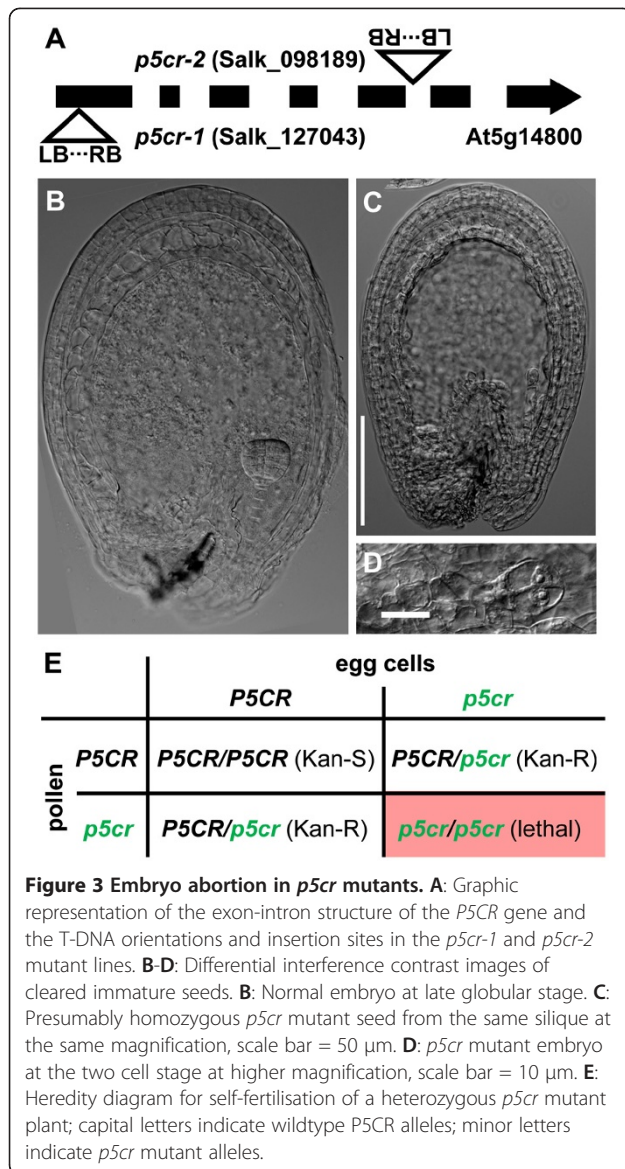 A
p5cr-2 (Salk_098189)
LB···RB
p5cr-1 (Salk_127043)
At5g14800
LB···RB
B
C
D
E
egg cells
P5CR
p5cr
pollen
P5CR
P5CR/P5CR (Kan-S)
P5CR/p5cr (Kan-R)
p5cr
P5CR/p5cr (Kan-R)
p5cr/p5cr (lethal)
Figure 3 Embryo abortion in p5cr mutants. A: Graphic
representation of the exon-intron structure of the P5CR gene and
the T-DNA orientations and insertion sites in the p5cr-1 and p5cr-2
mutant lines. B-D: Differential interference contrast images of
cleared immature seeds. B: Normal embryo at late globular stage. C:
Presumably homozygous p5cr mutant seed from the same silique at
the same magnification, scale bar = 50 μm. D: p5cr mutant embryo
at the two cell stage at higher magnification, scale bar = 10 μm. E:
Heredity diagram for self-fertilisation of a heterozygous p5cr mutant
plant; capital letters indicate wildtype P5CR alleles; minor letters
indicate p5cr mutant alleles.